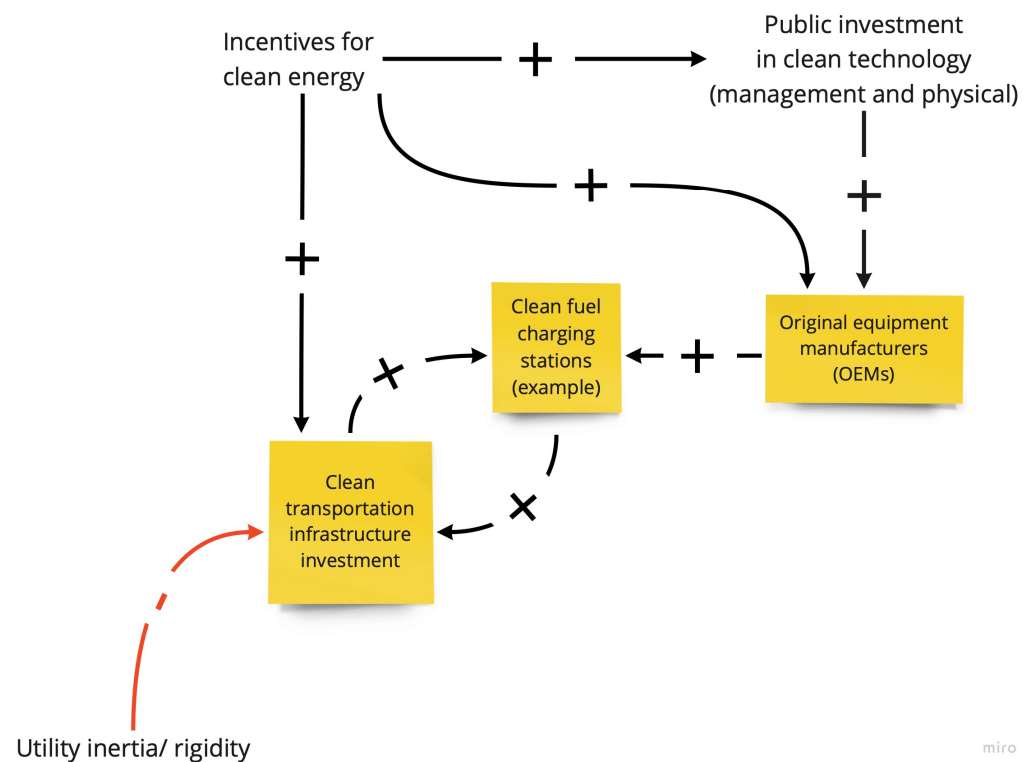 Incentives for
clean energy
+
Public investment
in clean technology
(management and physical)
+
+
+
Clean fuel
charging
stations
(example)
Original equipment
manufacturers
(OEMs)
+
+
Clean
transportation
infrastructure
investment
+
-
Utility inertia/ rigidity
miro